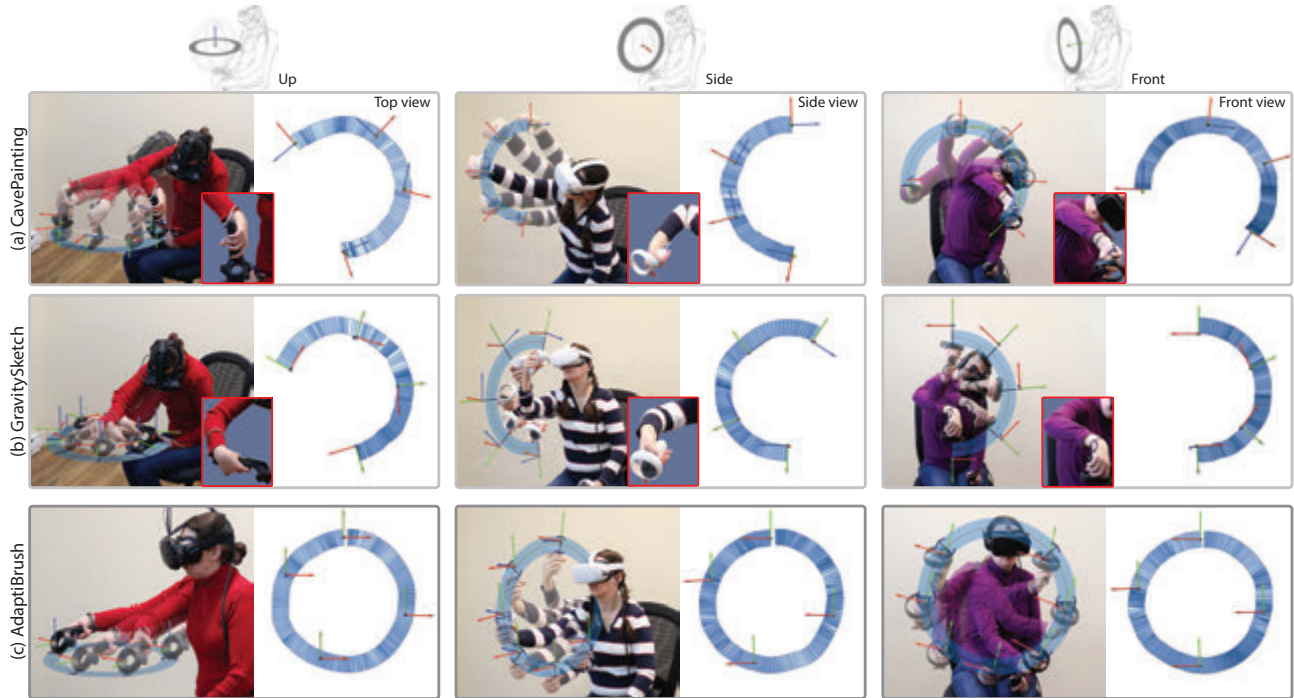 Up
Side
Front
(a) CavePainting
Top view
Side view
Front view
(b) GravitySketch
(c) AdaptiBrush